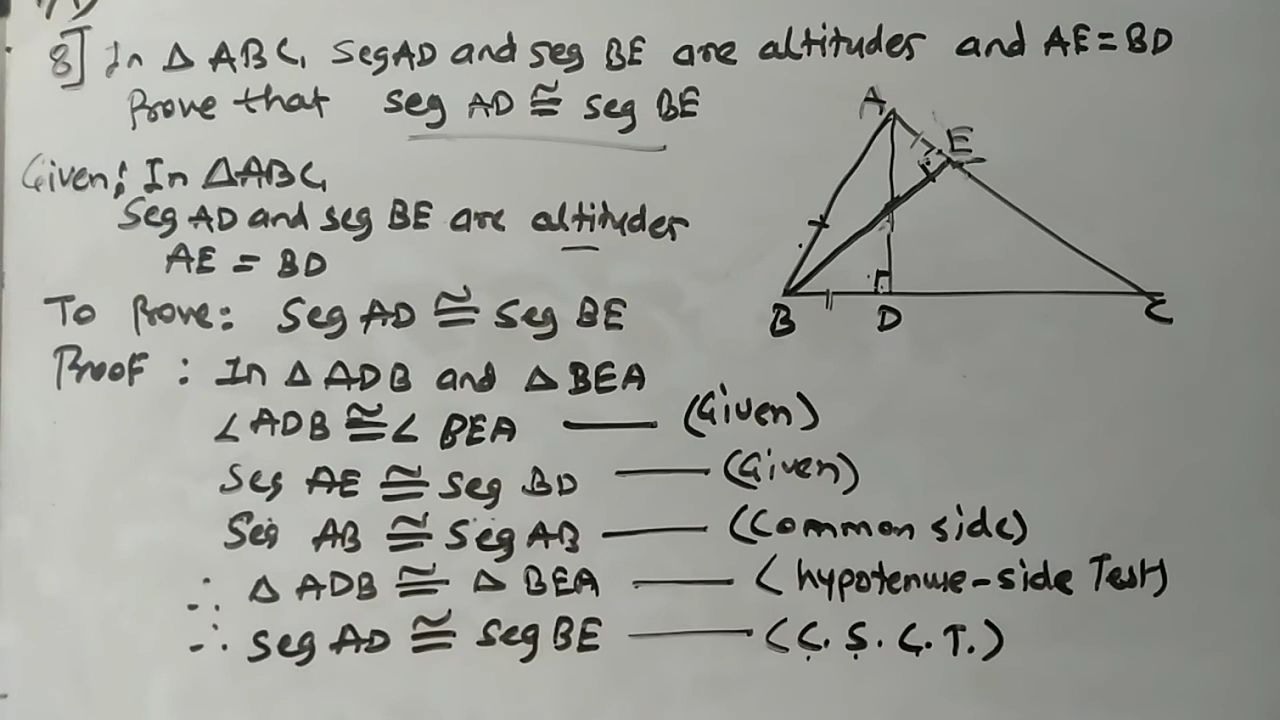 8] In Δ ABC, seg AD and seg BE are altitudes and AE = BD
Prove that seg AD ≅ seg BE
Given: In ΔABC,
Seg AD and seg BE are altitudes
AE = BD
To Prove: seg AD ≅ seg BE
Proof : In Δ ADB and Δ BEA
∠ADB ≅ ∠ BEA —— (Given)
Seg AE ≅ seg BD —— (Given)
Seg AB ≅ seg AB —— (Common side)
∴ Δ ADB ≅ Δ BEA —— (hypotenuse-side Test)
∴ seg AD ≅ seg BE —— (C. S. C. T.)
A
E
B
D
C